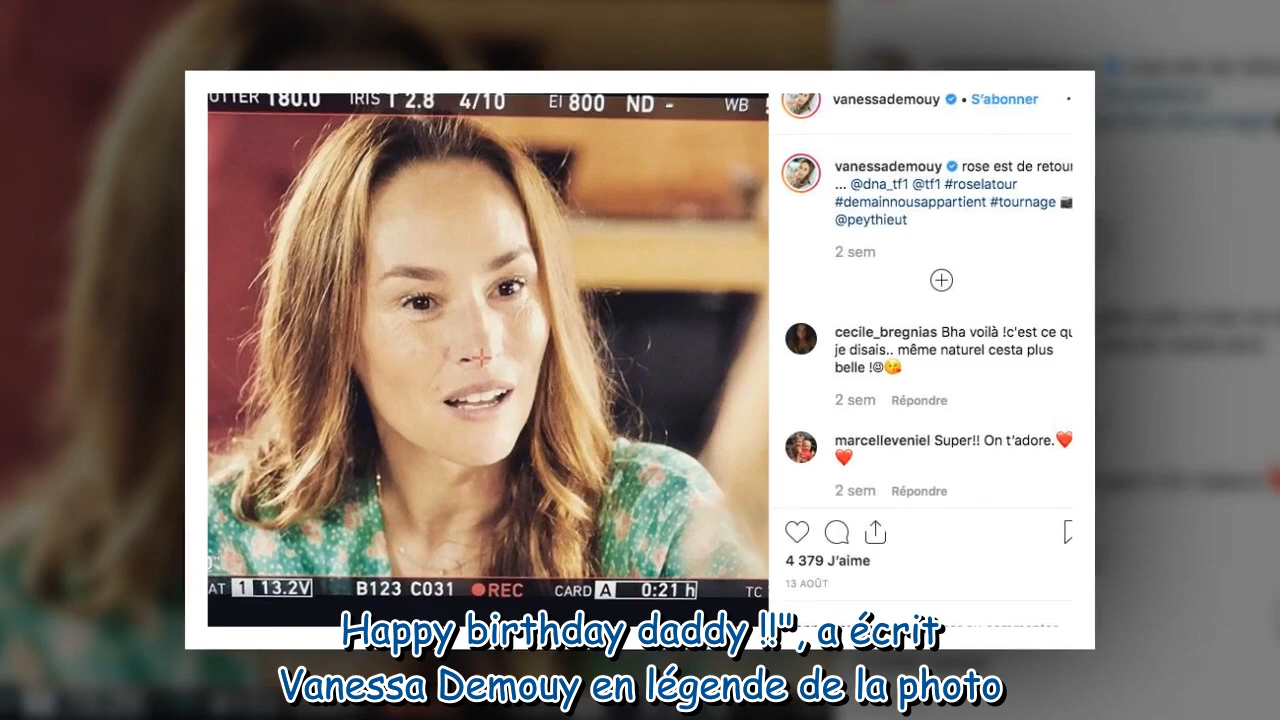 UTTER 180.0 IRIS T 2.8 4/10 EI 800 ND - WB
vanessademouy • S'abonner
vanessademouy rose est de retour
... @dna_tf1 @tf1 #roselatour
#demainnousappartient #tournage
@peythieut
2 sem
cecile_bregnias Bha voilà !c'est ce qu
je disais.. même naturel cesta plus
belle !☺😘
2 sem Répondre
marcelleveniel Super!! On t'adore.❤️
❤️
2 sem Répondre
4 379 J'aime
13 AOÛT
AT 1 13.2V B123 C031 REC CARD A 0:21 h TC
Happy birthday daddy !!", a écrit
Vanessa Demouy en légende de la photo